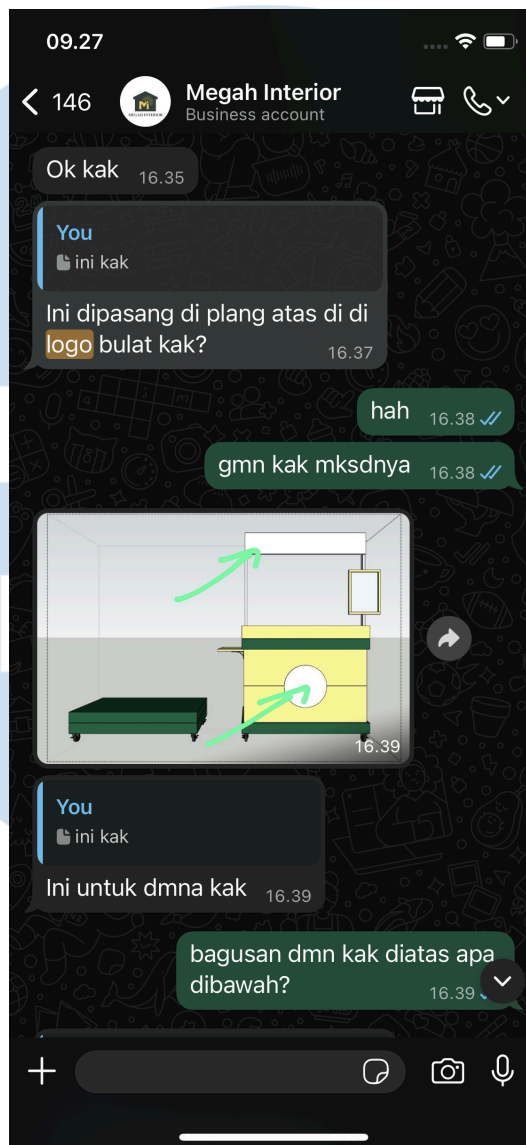 09.27
146
Megah Interior
Business account
Ok kak
16.35
You
ini kak
Ini dipasang di plang atas di di
logo bulat kak?
16.37
hah
16.38
gmn kak mksdnya
16.38
16.39
You
ini kak
Ini untuk dmna kak
16.39
bagusan dmn kak diatas apa
dibawah?
16.39